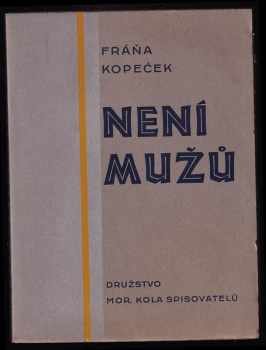 FRÁŇA
KOPEČEK
NENÍ
MUŽŮ
DRUŽSTVO
MOR. KOLA SPISOVATELŮ